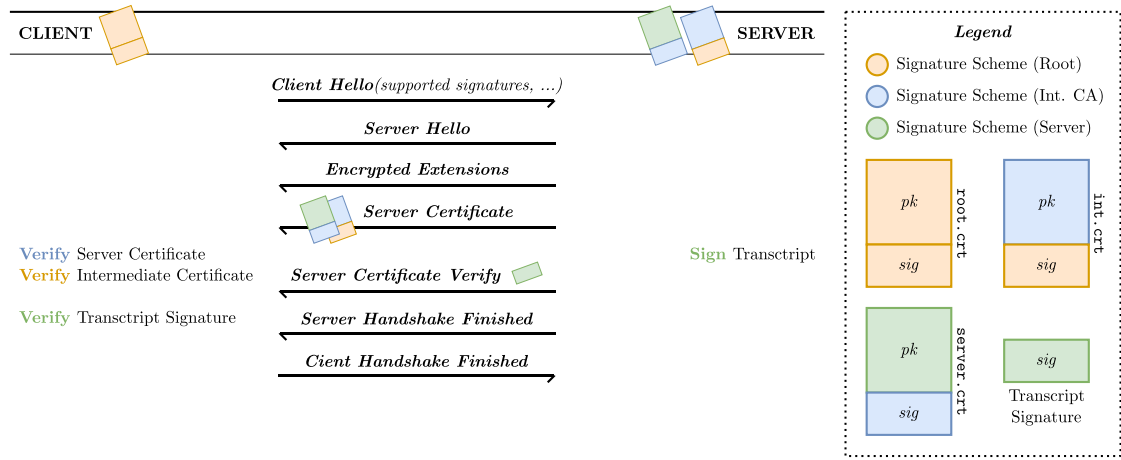 CLIENT
SERVER
Client Hello(supported signatures, ...)
Server Hello
Encrypted Extensions
Server Certificate
Verify Server Certificate
Verify Intermediate Certificate
Sign Transctript
Server Certificate Verify
Verify Transctript Signature
Server Handshake Finished
Cient Handshake Finished
Legend
Signature Scheme (Root)
Signature Scheme (Int. CA)
Signature Scheme (Server)
pk
sig
root.crt
pk
sig
int.crt
pk
sig
server.crt
sig
Transcript
Signature